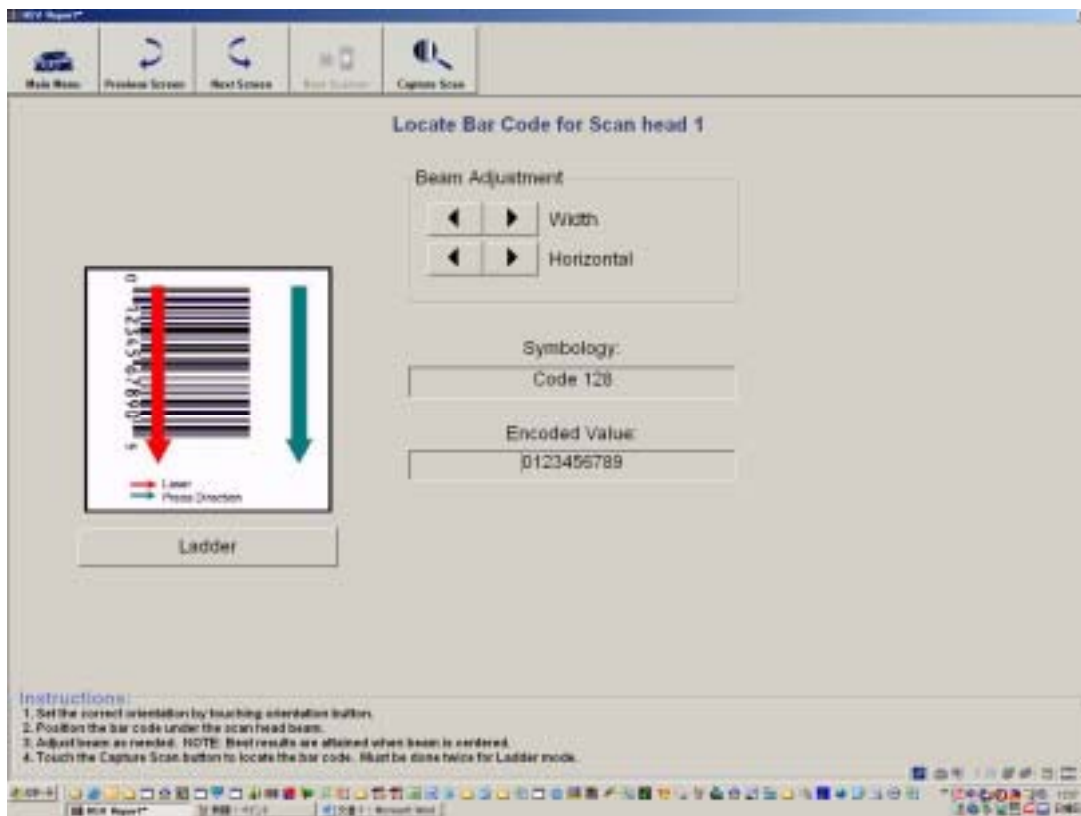 Main Menu
Previous Screen
Next Screen
Capture Scan
Locate Bar Code for Scan head 1
Beam Adjustment
Width
Horizontal
Symbology:
Code 128
Encoded Value:
0123456789
Laser
Press Direction
Ladder
Instructions:
1. Set the correct orientation by touching orientation button.
2. Position the bar code under the scan head beam.
3. Adjust beam as needed. NOTE: Best results are attained when beam is centered.
4. Touch the Capture Scan button to locate the bar code. Must be done twice for Ladder mode.